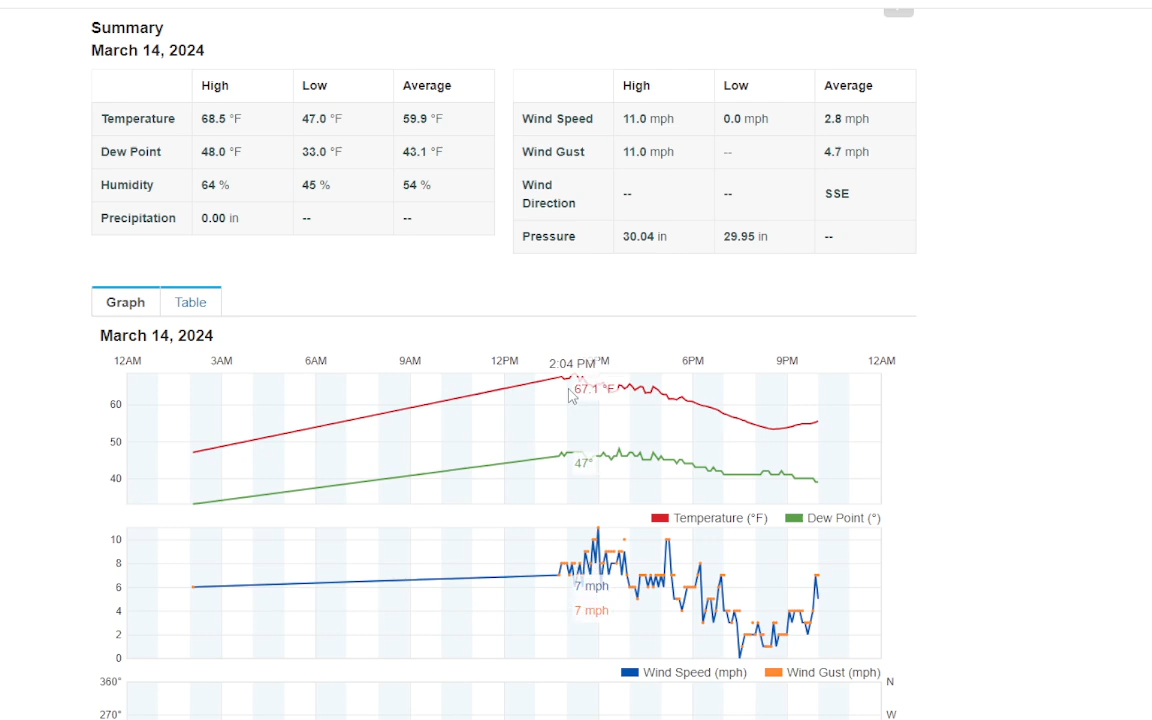 Summary
March 14, 2024
High Low Average
Temperature 68.5 °F 47.0 °F 59.9 °F
Dew Point 48.0 °F 33.0 °F 43.1 °F
Humidity 64 % 45 % 54 %
Precipitation 0.00 in -- --
High Low Average
Wind Speed 11.0 mph 0.0 mph 2.8 mph
Wind Gust 11.0 mph -- 4.7 mph
Wind Direction -- -- SSE
Pressure 30.04 in 29.95 in --
Graph Table
March 14, 2024
12AM 3AM 6AM 9AM 12PM 2:04 PM PM 6PM 9PM 12AM
60
50
40
67.1 °F
47°
Temperature (°F) Dew Point (°)
10
8
6
4
2
0
7 mph
7 mph
Wind Speed (mph) Wind Gust (mph)
360° N
270° W